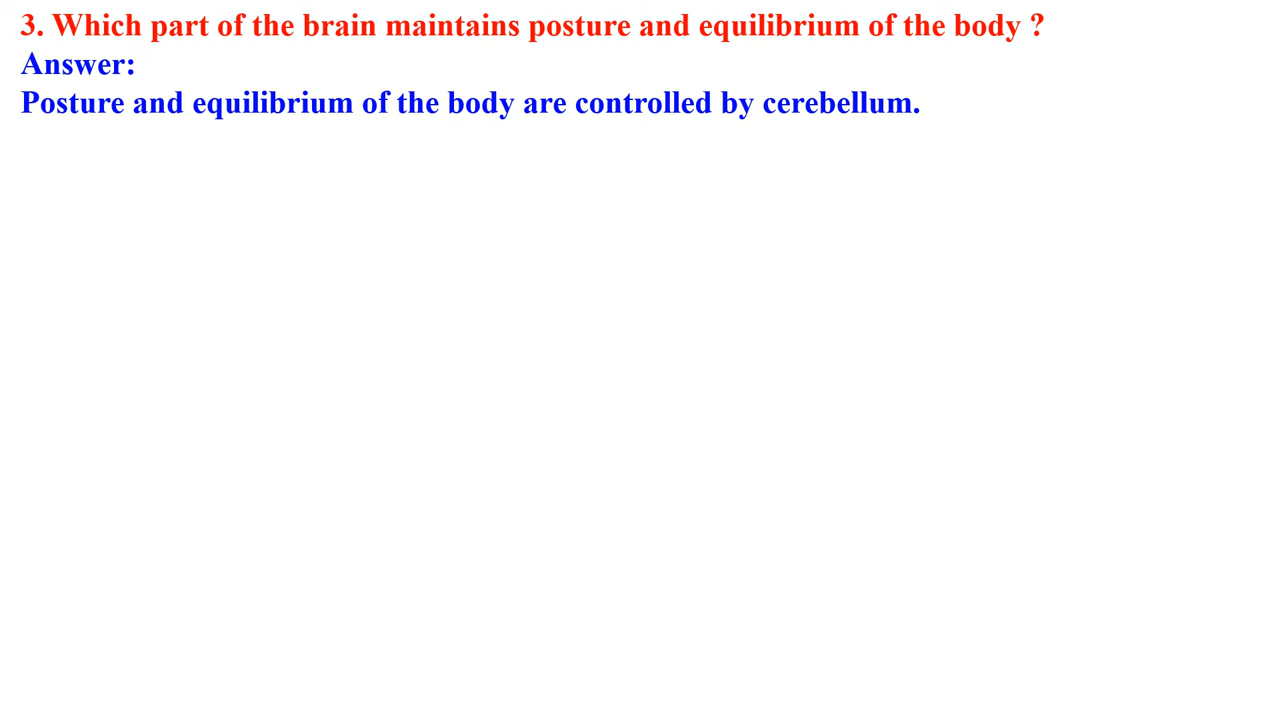 3. Which part of the brain maintains posture and equilibrium of the body ?
Answer:
Posture and equilibrium of the body are controlled by cerebellum.